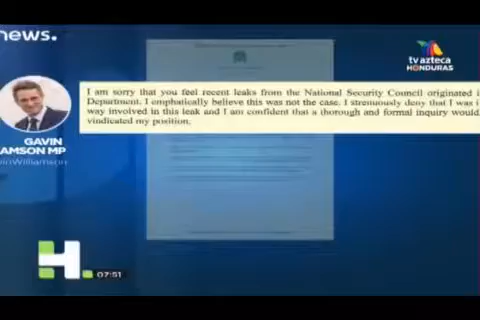 news.
tv azteca
HONDURAS
I am sorry that you feel recent leaks from the National Security Council originated i
Department. I emphatically believe this was not the case. I strenuously deny that I was i
way involved in this leak and I am confident that a thorough and formal inquiry would
vindicated my position.
GAVIN
AMSON MP
vinWilliamson
H.
07:51